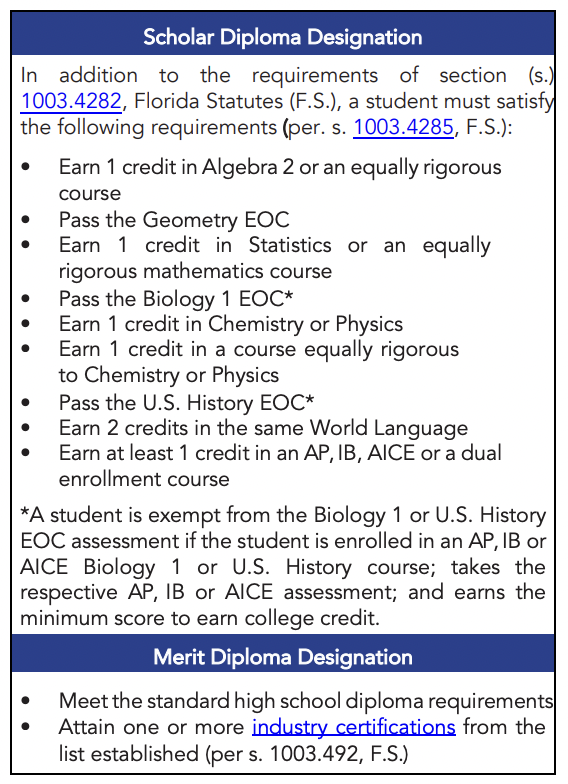 Scholar Diploma Designation
In addition to the requirements of section (s.)
1003.4282, Florida Statutes (F.S.), a student must satisfy
the following requirements (per. s. 1003.4285, F.S.):
• Earn 1 credit in Algebra 2 or an equally rigorous
course
• Pass the Geometry EOC
• Earn 1 credit in Statistics or an equally
rigorous mathematics course
• Pass the Biology 1 EOC*
• Earn 1 credit in Chemistry or Physics
• Earn 1 credit in a course equally rigorous
to Chemistry or Physics
• Pass the U.S. History EOC*
• Earn 2 credits in the same World Language
• Earn at least 1 credit in an AP, IB, AICE or a dual
enrollment course
*A student is exempt from the Biology 1 or U.S. History
EOC assessment if the student is enrolled in an AP, IB or
AICE Biology 1 or U.S. History course; takes the
respective AP, IB or AICE assessment; and earns the
minimum score to earn college credit.
Merit Diploma Designation
• Meet the standard high school diploma requirements
• Attain one or more industry certifications from the
list established (per s. 1003.492, F.S.)